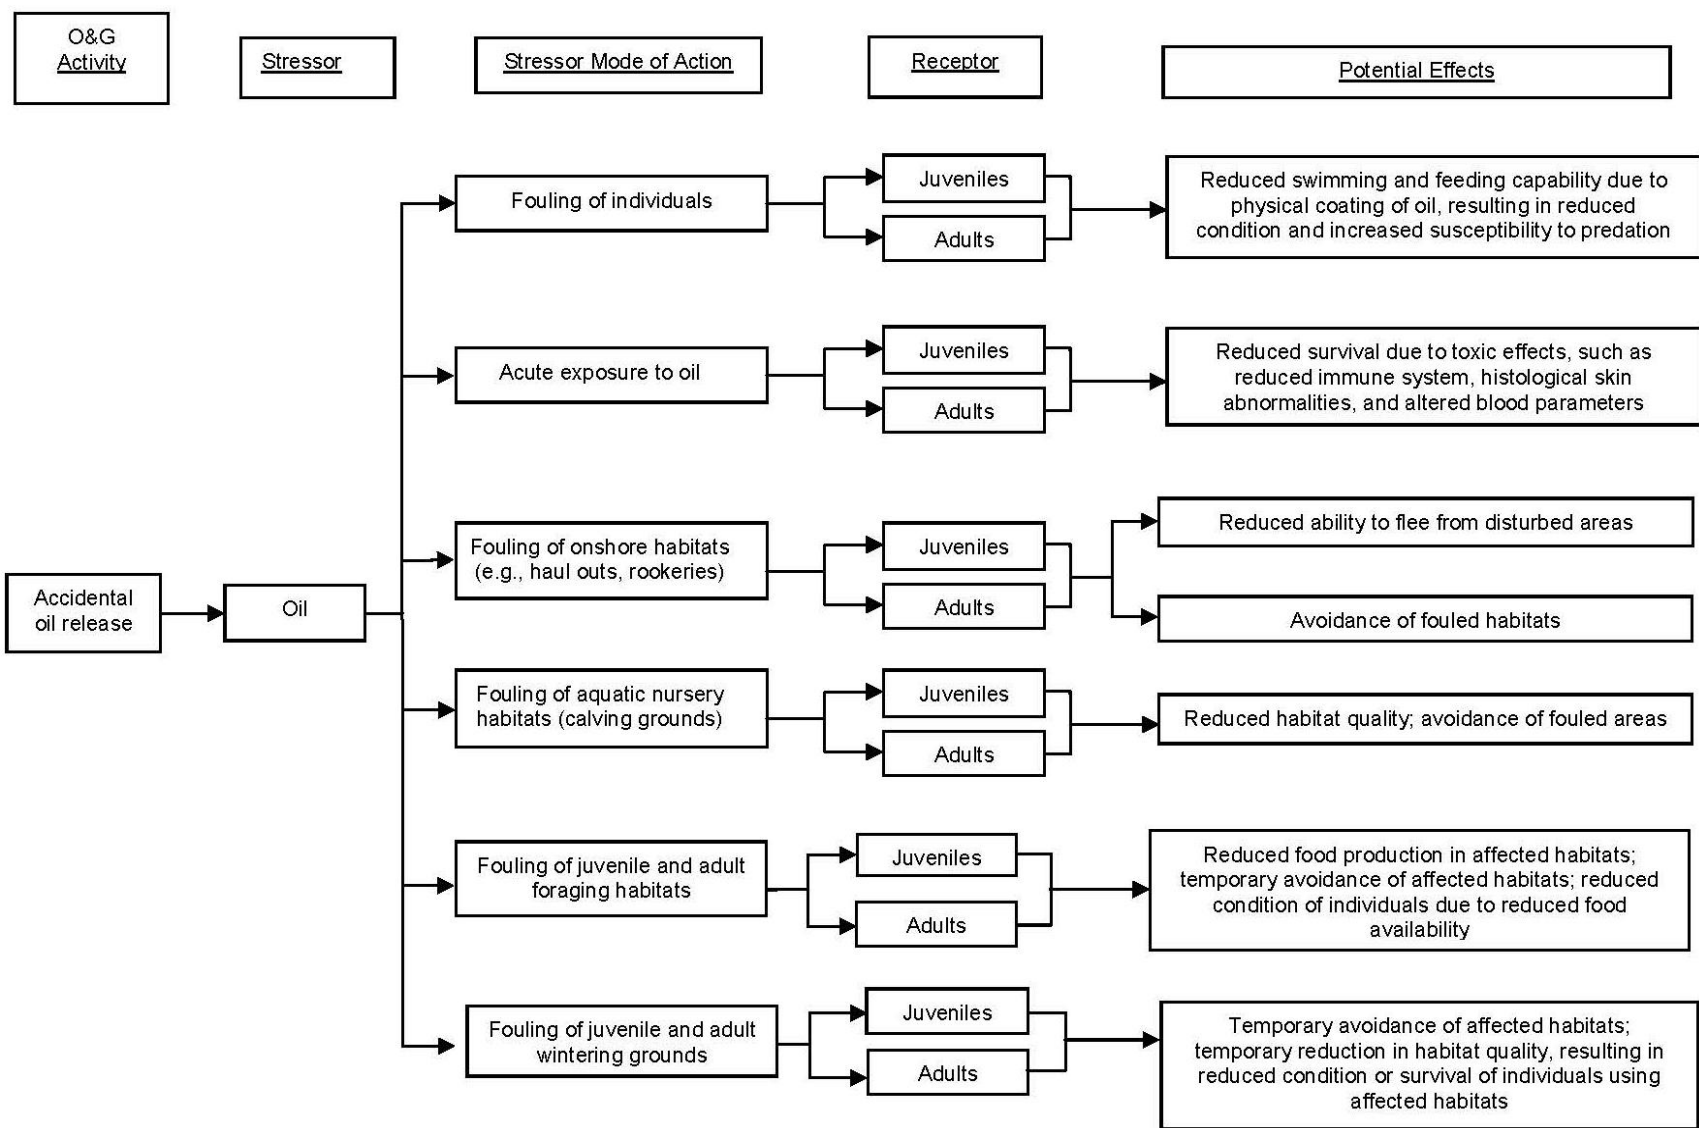 O&G
Activity
Stressor
Stressor Mode of Action
Receptor
Potential Effects
Accidental
oil release
Oil
Fouling of individuals
Juveniles
Adults
Reduced swimming and feeding capability due to
physical coating of oil, resulting in reduced
condition and increased susceptibility to predation
Acute exposure to oil
Juveniles
Adults
Reduced survival due to toxic effects, such as
reduced immune system, histological skin
abnormalities, and altered blood parameters
Fouling of onshore habitats
(e.g., haul outs, rookeries)
Juveniles
Adults
Reduced ability to flee from disturbed areas
Avoidance of fouled habitats
Fouling of aquatic nursery
habitats (calving grounds)
Juveniles
Adults
Reduced habitat quality; avoidance of fouled areas
Fouling of juvenile and adult
foraging habitats
Juveniles
Adults
Reduced food production in affected habitats;
temporary avoidance of affected habitats; reduced
condition of individuals due to reduced food
availability
Fouling of juvenile and adult
wintering grounds
Juveniles
Adults
Temporary avoidance of affected habitats;
temporary reduction in habitat quality, resulting in
reduced condition or survival of individuals using
affected habitats